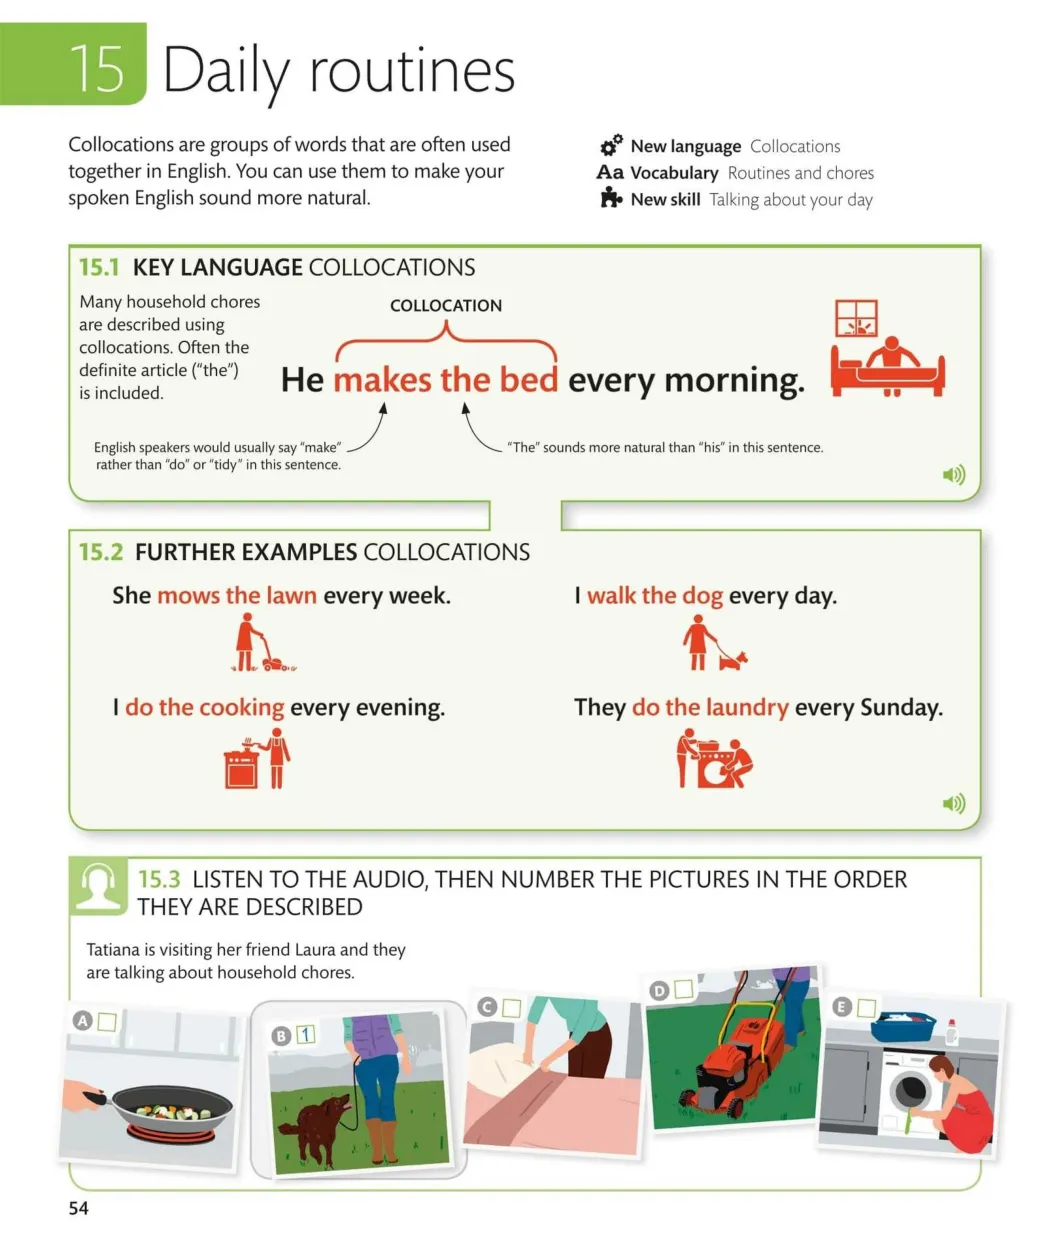 15 Daily routines
Collocations are groups of words that are often used
together in English. You can use them to make your
spoken English sound more natural.
New language Collocations
Aa Vocabulary Routines and chores
New skill Talking about your day
15.1 KEY LANGUAGE COLLOCATIONS
Many household chores
are described using
collocations. Often the
definite article (“the”)
is included.
COLLOCATION
He makes the bed every morning.
English speakers would usually say “make”
rather than “do” or “tidy” in this sentence.
“The” sounds more natural than “his” in this sentence.
15.2 FURTHER EXAMPLES COLLOCATIONS
She mows the lawn every week.
I walk the dog every day.
I do the cooking every evening.
They do the laundry every Sunday.
15.3 LISTEN TO THE AUDIO, THEN NUMBER THE PICTURES IN THE ORDER
THEY ARE DESCRIBED
Tatiana is visiting her friend Laura and they
are talking about household chores.
A
B 1
C
D
E
54